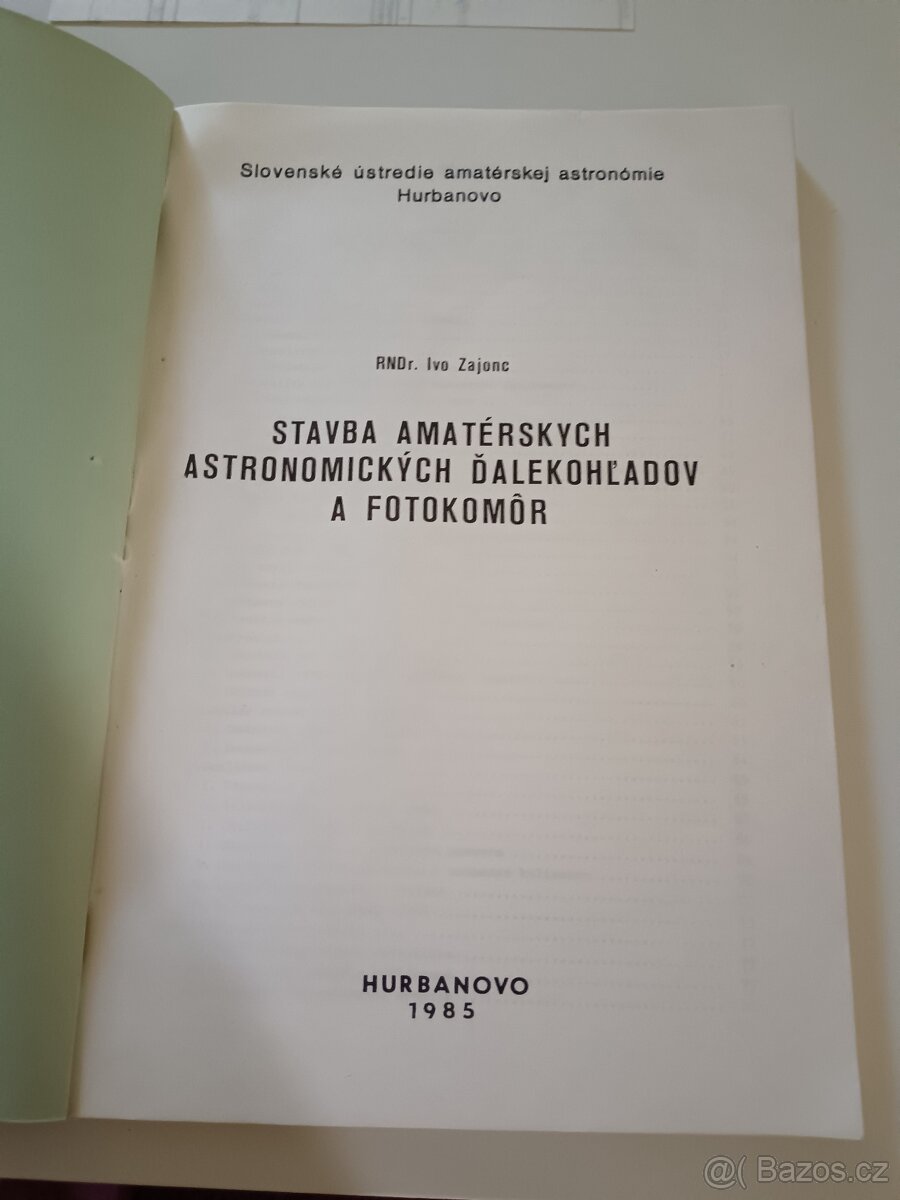 Slovenské ústredie amatérskej astronómie
Hurbanovo
RNDr. Ivo Zajonc
STAVBA AMATÉRSKYCH
ASTRONOMICKÝCH ĎALEKOHĽADOV
A FOTOKOMÔR
HURBANOVO
1985
@( Bazos.cz